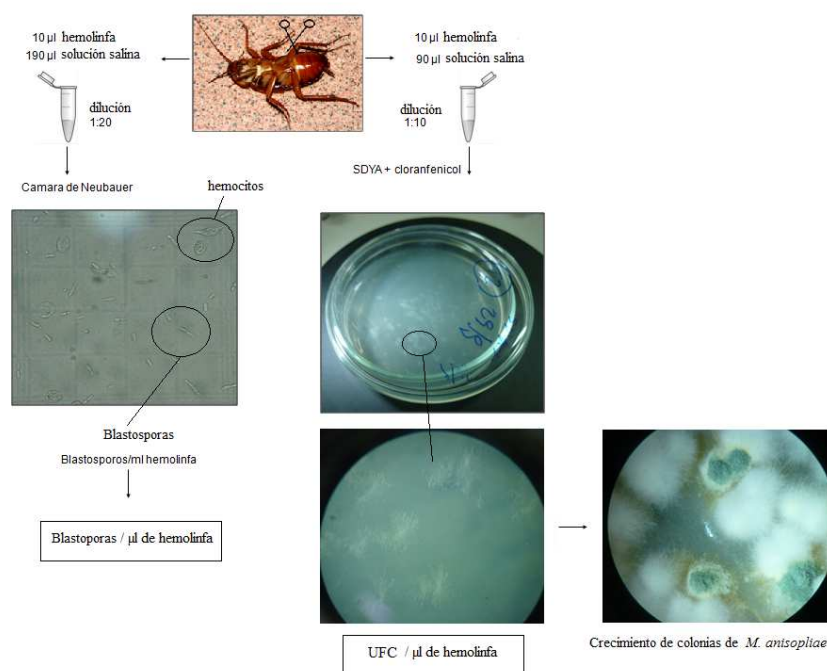 10 µl hemolinfa
190 µl solución salina
dilución
1:20
Camara de Neubauer
hemocitos
Blastosporas
Blastosporos/ml hemolinfa
Blastoporas / µl de hemolinfa
10 µl hemolinfa
90 µl solución salina
dilución
1:10
SDYA + cloranfenicol
UFC / µl de hemolinfa
Crecimiento de colonias de M. anisopliae